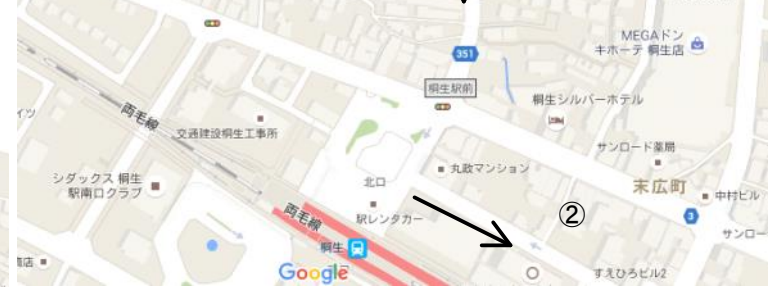 MEGAドン
キホーテ 桐生店
351
桐生駅前
桐生シルバーホテル
両毛線
イツ
交通建設桐生工事所
サンロード薬局
丸政マンション
シダックス 桐生
駅南口クラブ
北口
末広町
中村ビル
駅レンタカー
②
3
両毛線
サンロー
桐生
店
Google
すえひろビル2